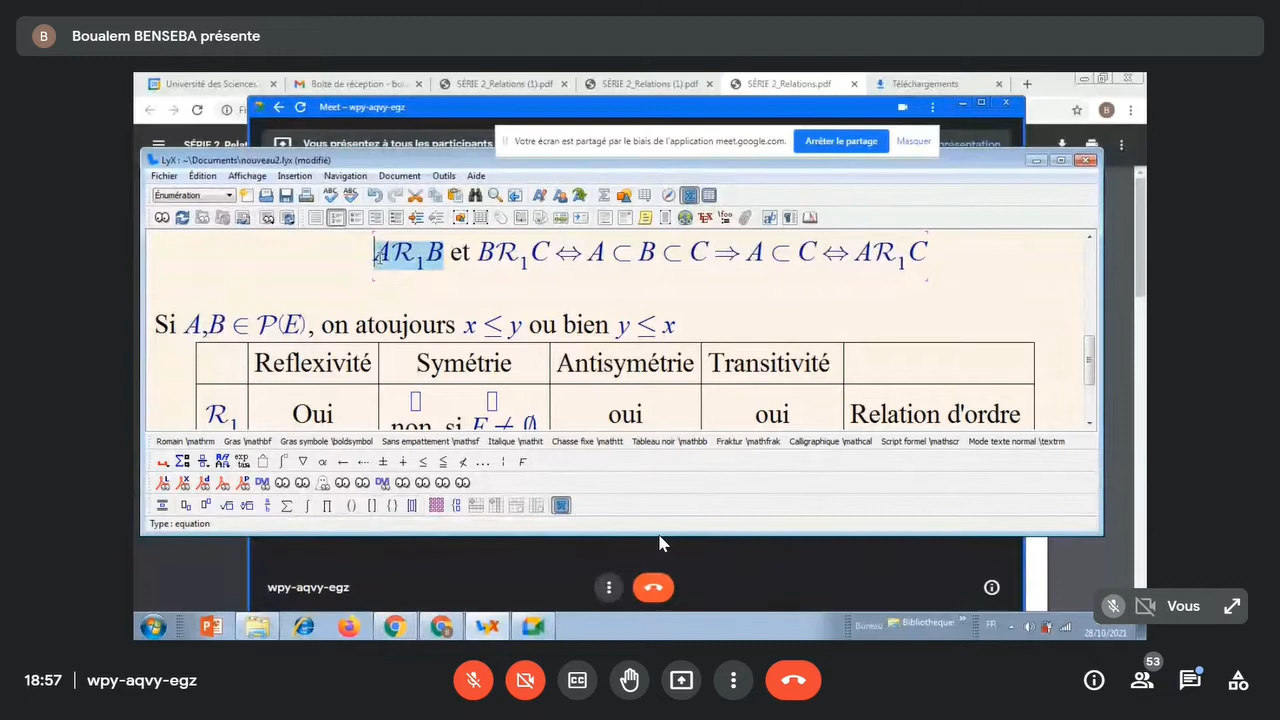 B Boualem BENSEBA présente
Université des Sciences
Boîte de réception - bou
SÉRIE 2_Relations (1).pdf
SÉRIE 2_Relations (1).pdf
SÉRIE 2_Relations.pdf
Téléchargements
Meet – wpy-aqvy-egz
B
SÉRIE 2_Relat
Vous présentez à tous les participants
Votre écran est partagé par le biais de l'application meet.google.com. Arrêter le partage Masquer
LyX : ~\Documents\nouveau2.lyx (modifié)
Fichier Édition Affichage Insertion Navigation Document Outils Aide
Énumération
Aℛ₁B et Bℛ₁C ⇔ A ⊂ B ⊂ C ⇒ A ⊂ C ⇔ Aℛ₁C
Si A,B ∈ 𝒫(E), on atoujours x ≤ y ou bien y ≤ x
Reflexivité Symétrie Antisymétrie Transitivité
ℛ₁ Oui non, si E ≠ ∅ oui oui Relation d'ordre
Romain \mathrm Gras \mathbf Gras symbole \boldsymbol Sans empattement \mathsf Italique \mathit Chasse fixe \mathtt Tableau noir \mathbb Fraktur \mathfrak Calligraphique \mathcal Script formel \mathscr Mode texte normal \textrm
Type : equation
wpy-aqvy-egz
Bureau Bibliothèques FR
28/10/2021
Vous
18:57 | wpy-aqvy-egz
53